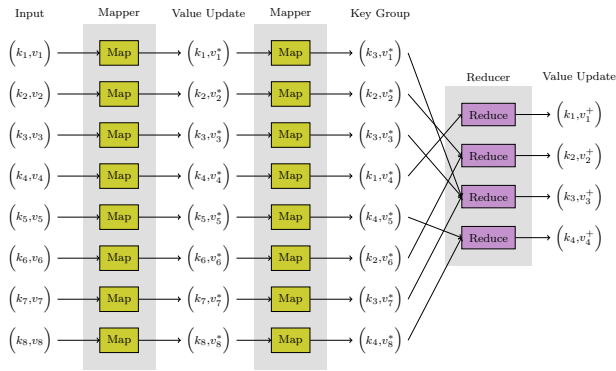 Input Mapper Value Update Mapper Key Group
(k₁,v₁) Map (k₁,v₁*) Map (k₃,v₁*)
Reducer Value Update
(k₂,v₂) Map (k₂,v₂*) Map (k₂,v₂*)
Reduce (k₁,v₁⁺)
(k₃,v₃) Map (k₃,v₃*) Map (k₃,v₃*)
Reduce (k₂,v₂⁺)
(k₄,v₄) Map (k₄,v₄*) Map (k₁,v₄*)
Reduce (k₃,v₃⁺)
(k₅,v₅) Map (k₅,v₅*) Map (k₄,v₅*)
Reduce (k₄,v₄⁺)
(k₆,v₆) Map (k₆,v₆*) Map (k₂,v₆*)
(k₇,v₇) Map (k₇,v₇*) Map (k₃,v₇*)
(k₈,v₈) Map (k₈,v₈*) Map (k₄,v₈*)